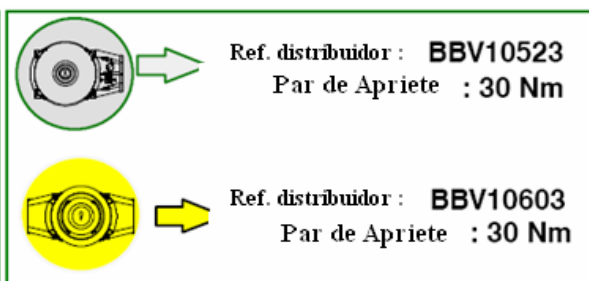 Ref. distribuidor : BBV10523
Par de Apriete : 30 Nm
Ref. distribuidor : BBV10603
Par de Apriete : 30 Nm